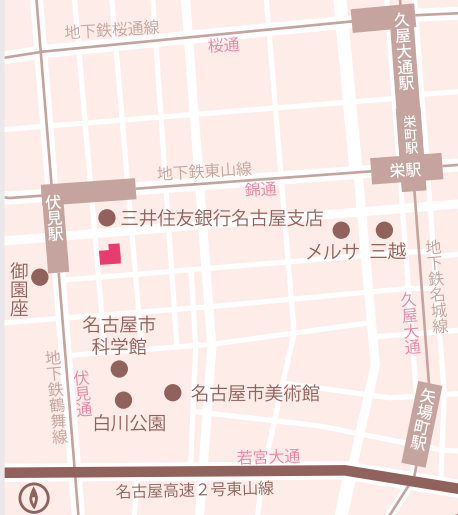 地下鉄桜通線
桜通
久屋大通駅
栄町駅
栄駅
地下鉄東山線
錦通
伏見駅
三井住友銀行名古屋支店
メルサ
三越
御園座
地下鉄名城線
久屋大通
名古屋市
科学館
地下鉄鶴舞線
伏見通
白川公園
名古屋市美術館
矢場町駅
若宮大通
名古屋高速2号東山線